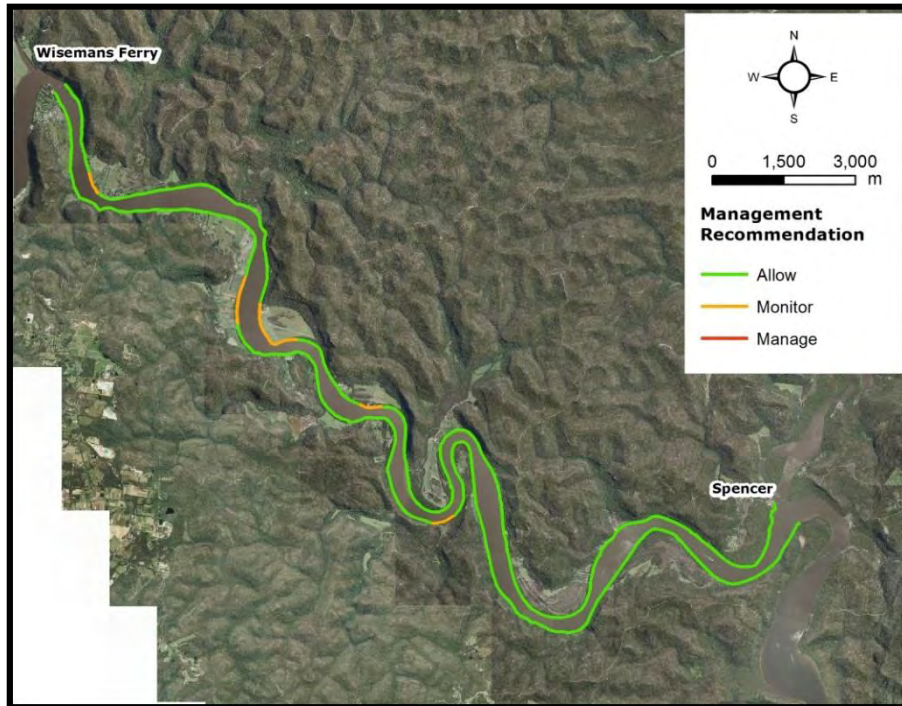 Wisemans Ferry
N
W E
S
0 1,500 3,000
m
Management
Recommendation
Allow
Monitor
Manage
Spencer